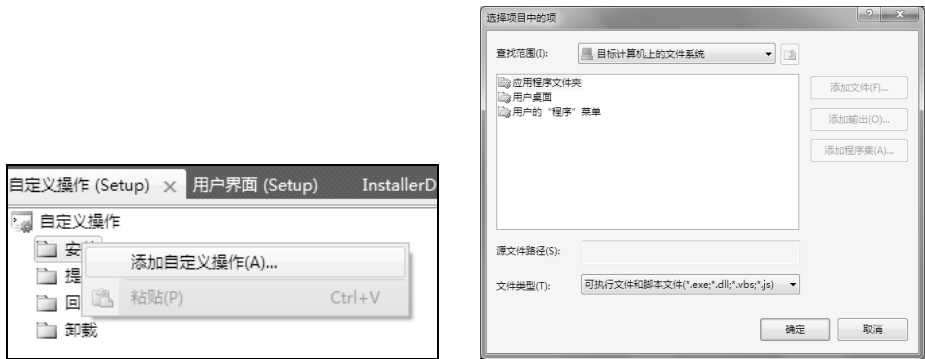 自定义操作 (Setup)
用户界面 (Setup)
InstallerD
自定义操作
安
提
回
卸载
添加自定义操作(A)...
粘贴(P)
Ctrl+V
选择项目中的项
查找范围(I):
目标计算机上的文件系统
应用程序文件夹
用户桌面
用户的“程序”菜单
添加文件(F)...
添加输出(O)...
添加程序集(A)...
源文件路径(S):
文件类型(T):
可执行文件和脚本文件(*.exe;*.dll;*.vbs;*.js)
确定
取消